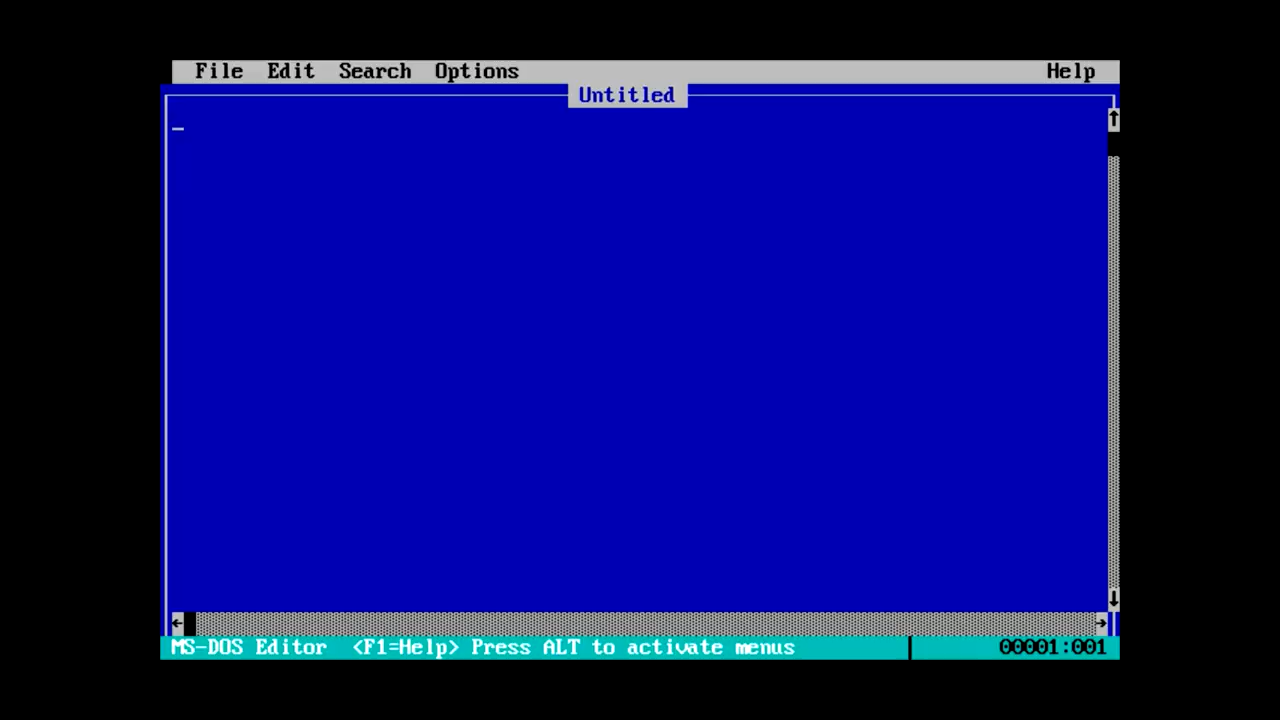 File Edit Search Options Help
Untitled
MS-DOS Editor <F1=Help> Press ALT to activate menus 00001:001